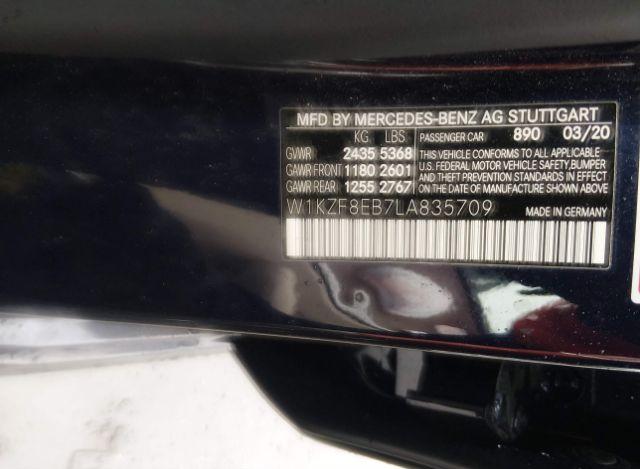 MFD BY MERCEDES-BENZ AG STUTTGART
KG LBS PASSENGER CAR 890 03/20
GVWR 2435 5368 THIS VEHICLE CONFORMS TO ALL APPLICABLE
GAWR FRONT 1180 2601 U.S. FEDERAL MOTOR VEHICLE SAFETY, BUMPER
GAWR REAR 1255 2767 AND THEFT PREVENTION STANDARDS IN EFFECT
ON THE DATE OF MANUFACTURE SHOWN ABOVE.
W1KZF8EB7LA835709 MADE IN GERMANY